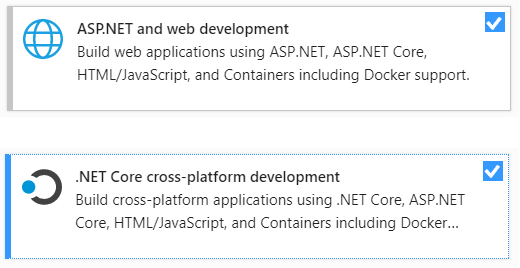 ASP.NET and web development
Build web applications using ASP.NET, ASP.NET Core,
HTML/JavaScript, and Containers including Docker support.
.NET Core cross-platform development
Build cross-platform applications using .NET Core, ASP.NET
Core, HTML/JavaScript, and Containers including Docker...